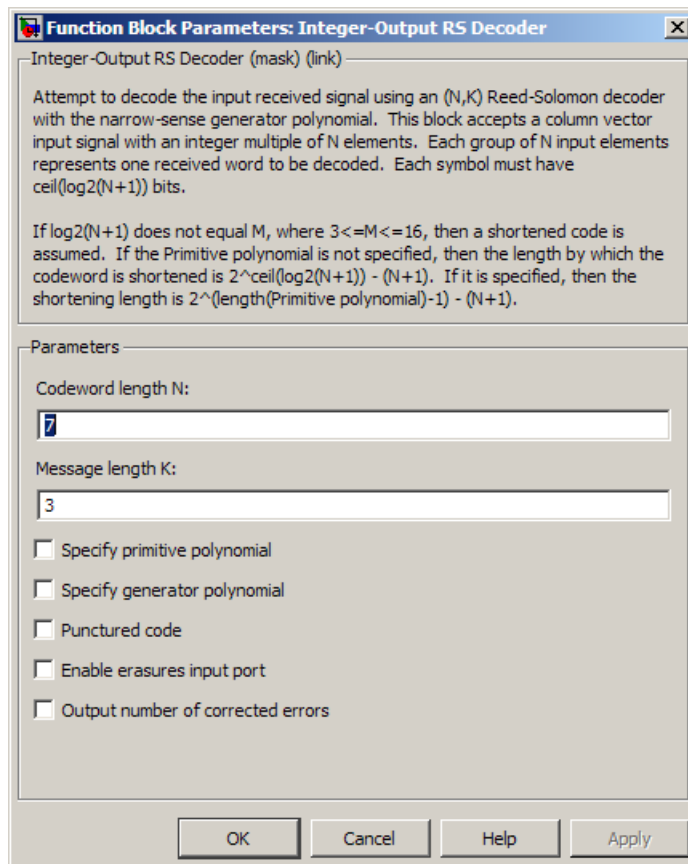 Function Block Parameters: Integer-Output RS Decoder
Integer-Output RS Decoder (mask) (link)
Attempt to decode the input received signal using an (N,K) Reed-Solomon decoder
with the narrow-sense generator polynomial.  This block accepts a column vector
input signal with an integer multiple of N elements.  Each group of N input elements
represents one received word to be decoded.  Each symbol must have
ceil(log2(N+1)) bits.
If log2(N+1) does not equal M, where 3<=M<=16, then a shortened code is
assumed.  If the Primitive polynomial is not specified, then the length by which the
codeword is shortened is 2^ceil(log2(N+1)) - (N+1).  If it is specified, then the
shortening length is 2^(length(Primitive polynomial)-1) - (N+1).
Parameters
Codeword length N:
7
Message length K:
3
Specify primitive polynomial
Specify generator polynomial
Punctured code
Enable erasures input port
Output number of corrected errors
OK Cancel Help Apply